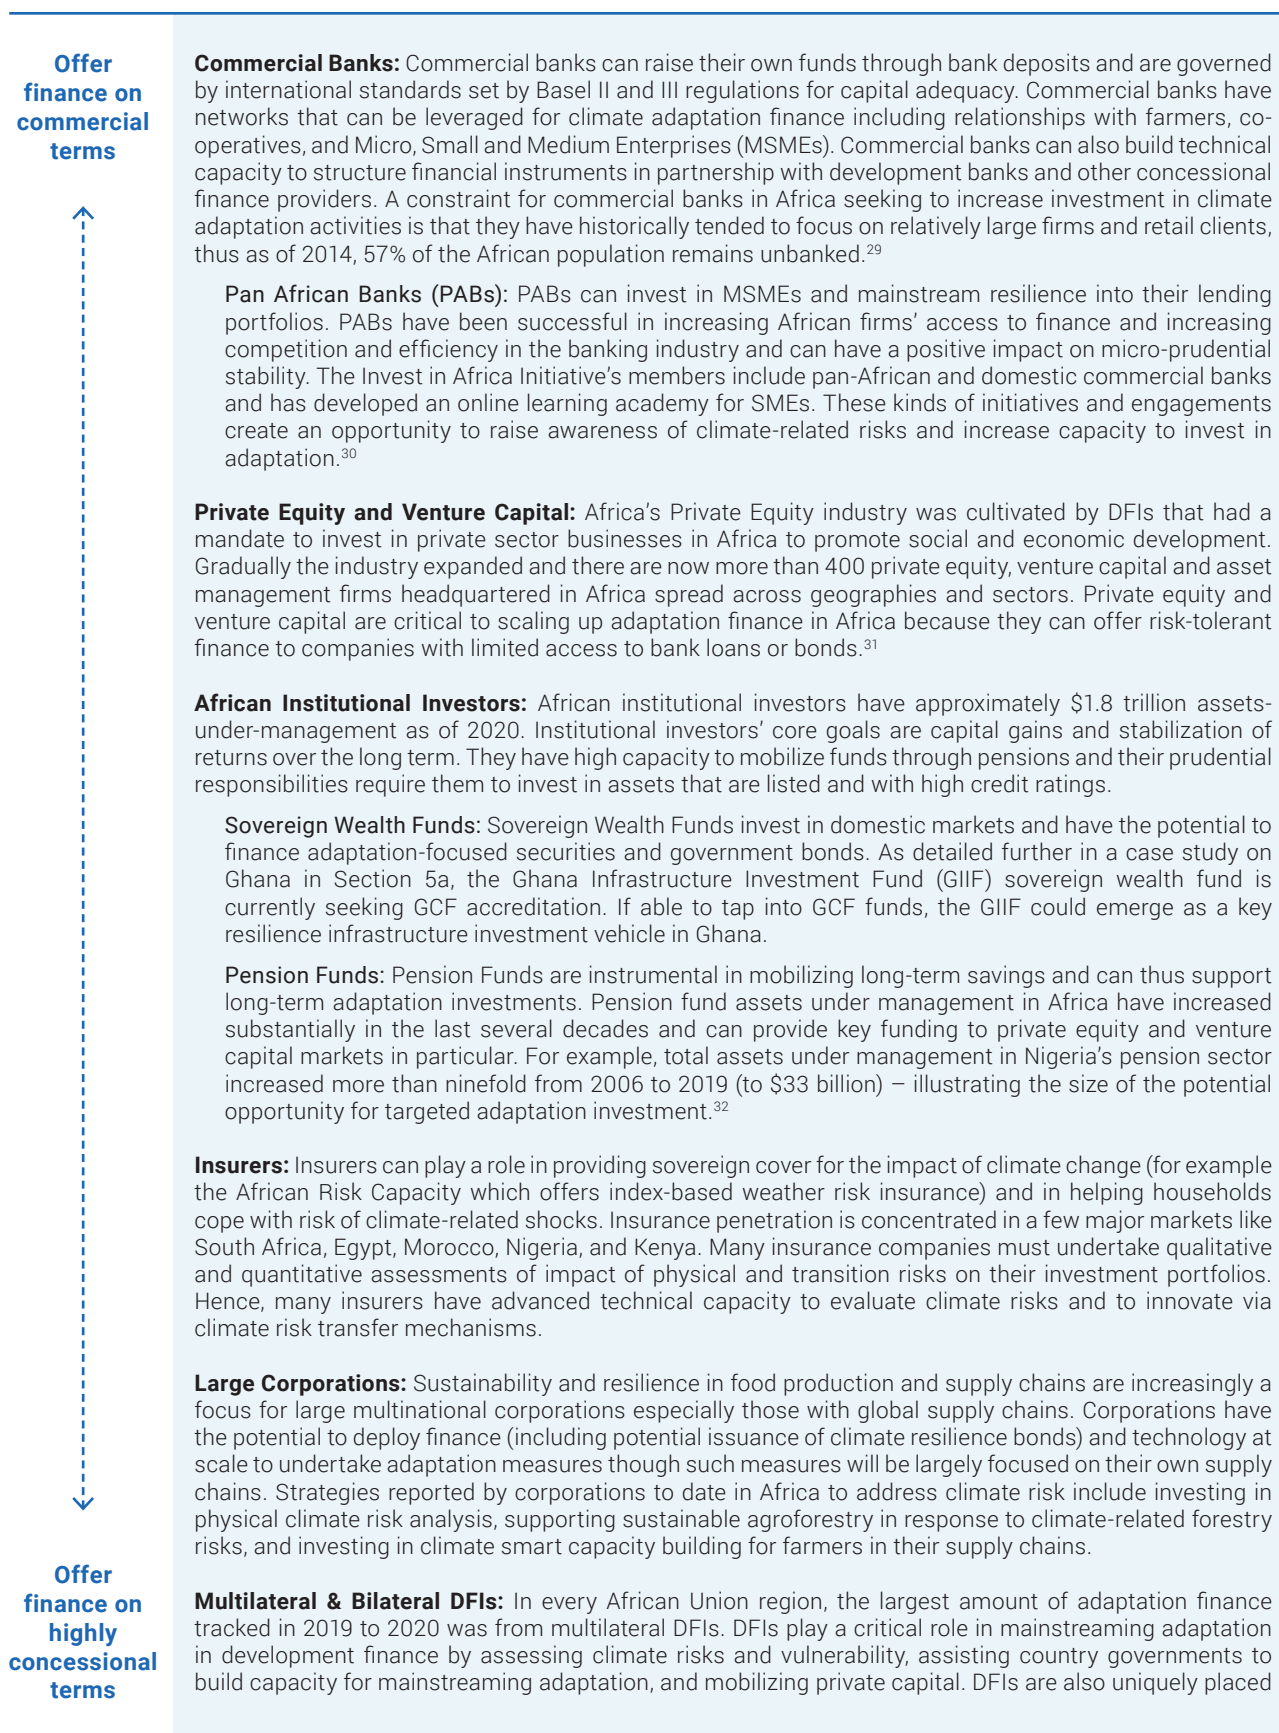 Offer
finance on
commercial
terms
Commercial Banks: Commercial banks can raise their own funds through bank deposits and are governed
by international standards set by Basel II and III regulations for capital adequacy. Commercial banks have
networks that can be leveraged for climate adaptation finance including relationships with farmers, co-
operatives, and Micro, Small and Medium Enterprises (MSMEs). Commercial banks can also build technical
capacity to structure financial instruments in partnership with development banks and other concessional
finance providers. A constraint for commercial banks in Africa seeking to increase investment in climate
adaptation activities is that they have historically tended to focus on relatively large firms and retail clients,
thus as of 2014, 57% of the African population remains unbanked.29
Pan African Banks (PABs): PABs can invest in MSMEs and mainstream resilience into their lending
portfolios. PABs have been successful in increasing African firms’ access to finance and increasing
competition and efficiency in the banking industry and can have a positive impact on micro-prudential
stability. The Invest in Africa Initiative’s members include pan-African and domestic commercial banks
and has developed an online learning academy for SMEs. These kinds of initiatives and engagements
create an opportunity to raise awareness of climate-related risks and increase capacity to invest in
adaptation.30
Private Equity and Venture Capital: Africa’s Private Equity industry was cultivated by DFIs that had a
mandate to invest in private sector businesses in Africa to promote social and economic development.
Gradually the industry expanded and there are now more than 400 private equity, venture capital and asset
management firms headquartered in Africa spread across geographies and sectors. Private equity and
venture capital are critical to scaling up adaptation finance in Africa because they can offer risk-tolerant
finance to companies with limited access to bank loans or bonds.31
African Institutional Investors: African institutional investors have approximately $1.8 trillion assets-
under-management as of 2020. Institutional investors’ core goals are capital gains and stabilization of
returns over the long term. They have high capacity to mobilize funds through pensions and their prudential
responsibilities require them to invest in assets that are listed and with high credit ratings.
Sovereign Wealth Funds: Sovereign Wealth Funds invest in domestic markets and have the potential to
finance adaptation-focused securities and government bonds. As detailed further in a case study on
Ghana in Section 5a, the Ghana Infrastructure Investment Fund (GIIF) sovereign wealth fund is
currently seeking GCF accreditation. If able to tap into GCF funds, the GIIF could emerge as a key
resilience infrastructure investment vehicle in Ghana.
Pension Funds: Pension Funds are instrumental in mobilizing long-term savings and can thus support
long-term adaptation investments. Pension fund assets under management in Africa have increased
substantially in the last several decades and can provide key funding to private equity and venture
capital markets in particular. For example, total assets under management in Nigeria’s pension sector
increased more than ninefold from 2006 to 2019 (to $33 billion) – illustrating the size of the potential
opportunity for targeted adaptation investment.32
Insurers: Insurers can play a role in providing sovereign cover for the impact of climate change (for example
the African Risk Capacity which offers index-based weather risk insurance) and in helping households
cope with risk of climate-related shocks. Insurance penetration is concentrated in a few major markets like
South Africa, Egypt, Morocco, Nigeria, and Kenya. Many insurance companies must undertake qualitative
and quantitative assessments of impact of physical and transition risks on their investment portfolios.
Hence, many insurers have advanced technical capacity to evaluate climate risks and to innovate via
climate risk transfer mechanisms.
Large Corporations: Sustainability and resilience in food production and supply chains are increasingly a
focus for large multinational corporations especially those with global supply chains. Corporations have
the potential to deploy finance (including potential issuance of climate resilience bonds) and technology at
scale to undertake adaptation measures though such measures will be largely focused on their own supply
chains. Strategies reported by corporations to date in Africa to address climate risk include investing in
physical climate risk analysis, supporting sustainable agroforestry in response to climate-related forestry
risks, and investing in climate smart capacity building for farmers in their supply chains.
Offer
finance on
highly
concessional
terms
Multilateral & Bilateral DFIs: In every African Union region, the largest amount of adaptation finance
tracked in 2019 to 2020 was from multilateral DFIs. DFIs play a critical role in mainstreaming adaptation
in development finance by assessing climate risks and vulnerability, assisting country governments to
build capacity for mainstreaming adaptation, and mobilizing private capital. DFIs are also uniquely placed